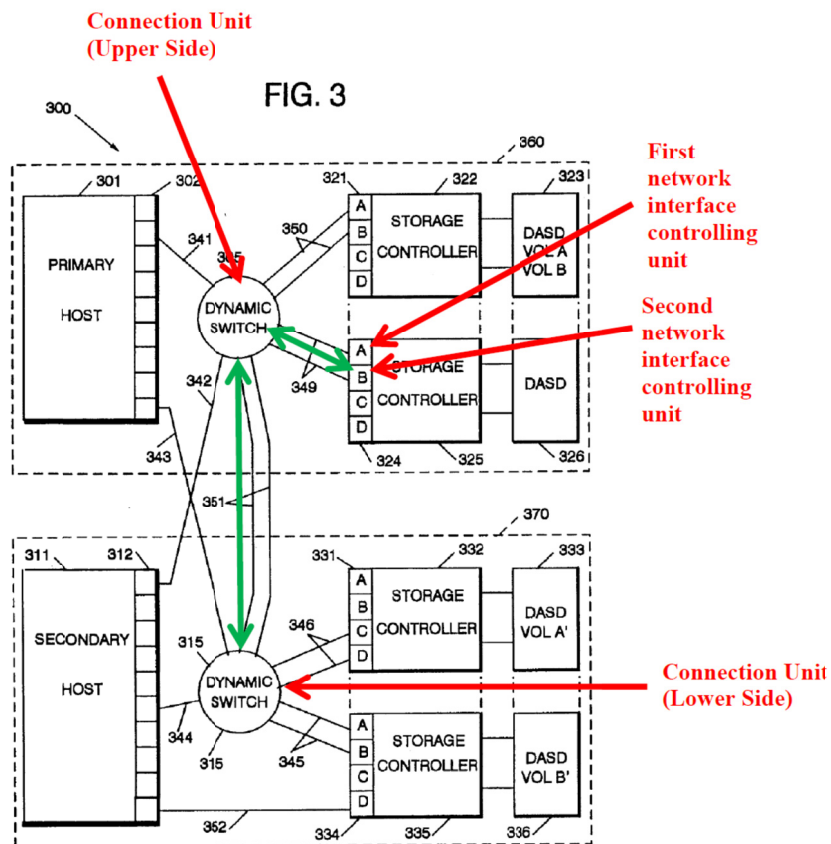 Connection Unit
(Upper Side)
FIG. 3
300
360
301
302
321
322
323
First
network
interface
controlling
unit
A
B
C
D
STORAGE
CONTROLLER
DASD
VOL A
VOL B
350
341
PRIMARY
HOST
305
DYNAMIC
SWITCH
Second
network
interface
controlling
unit
A
B
C
D
STORAGE
CONTROLLER
DASD
349
342
343
324
325
326
351
370
311
312
331
332
333
A
B
C
D
STORAGE
CONTROLLER
DASD
VOL A'
346
SECONDARY
HOST
315
DYNAMIC
SWITCH
315
Connection Unit
(Lower Side)
344
345
A
B
C
D
STORAGE
CONTROLLER
DASD
VOL B'
352
334
335
336